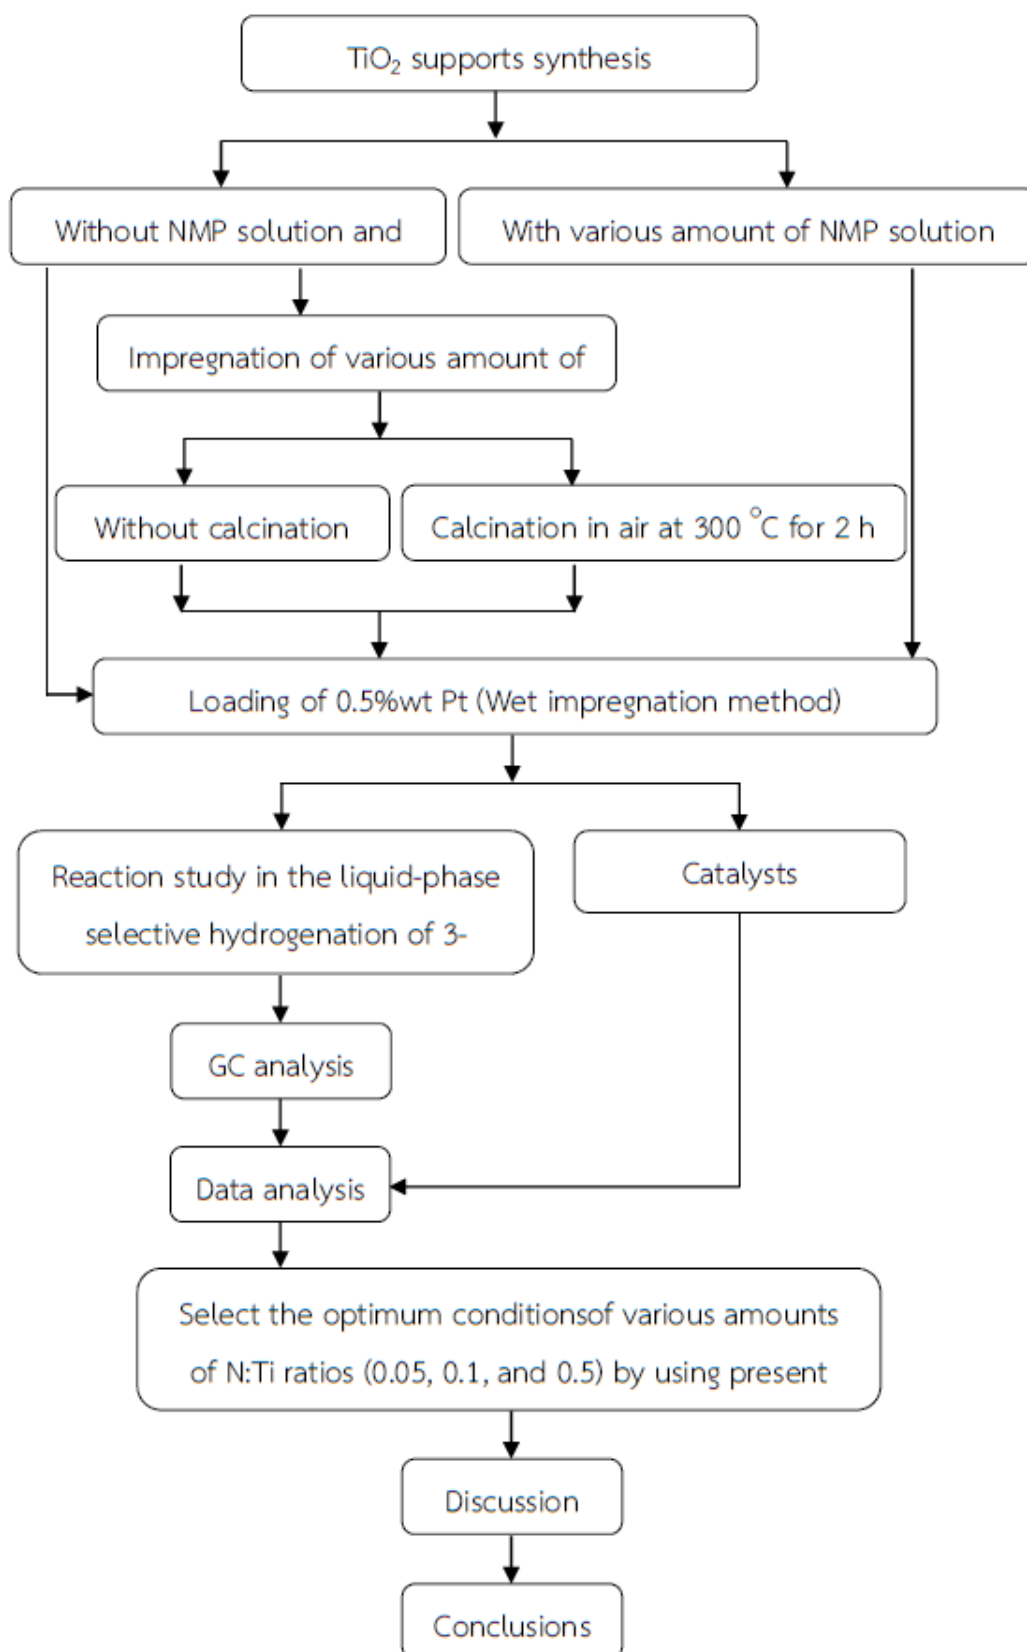 TiO₂ supports synthesis
Without NMP solution and
With various amount of NMP solution
Impregnation of various amount of
Without calcination
Calcination in air at 300 °C for 2 h
Loading of 0.5%wt Pt (Wet impregnation method)
Reaction study in the liquid-phase
selective hydrogenation of 3-
Catalysts
GC analysis
Data analysis
Select the optimum conditionsof various amounts
of N:Ti ratios (0.05, 0.1, and 0.5) by using present
Discussion
Conclusions